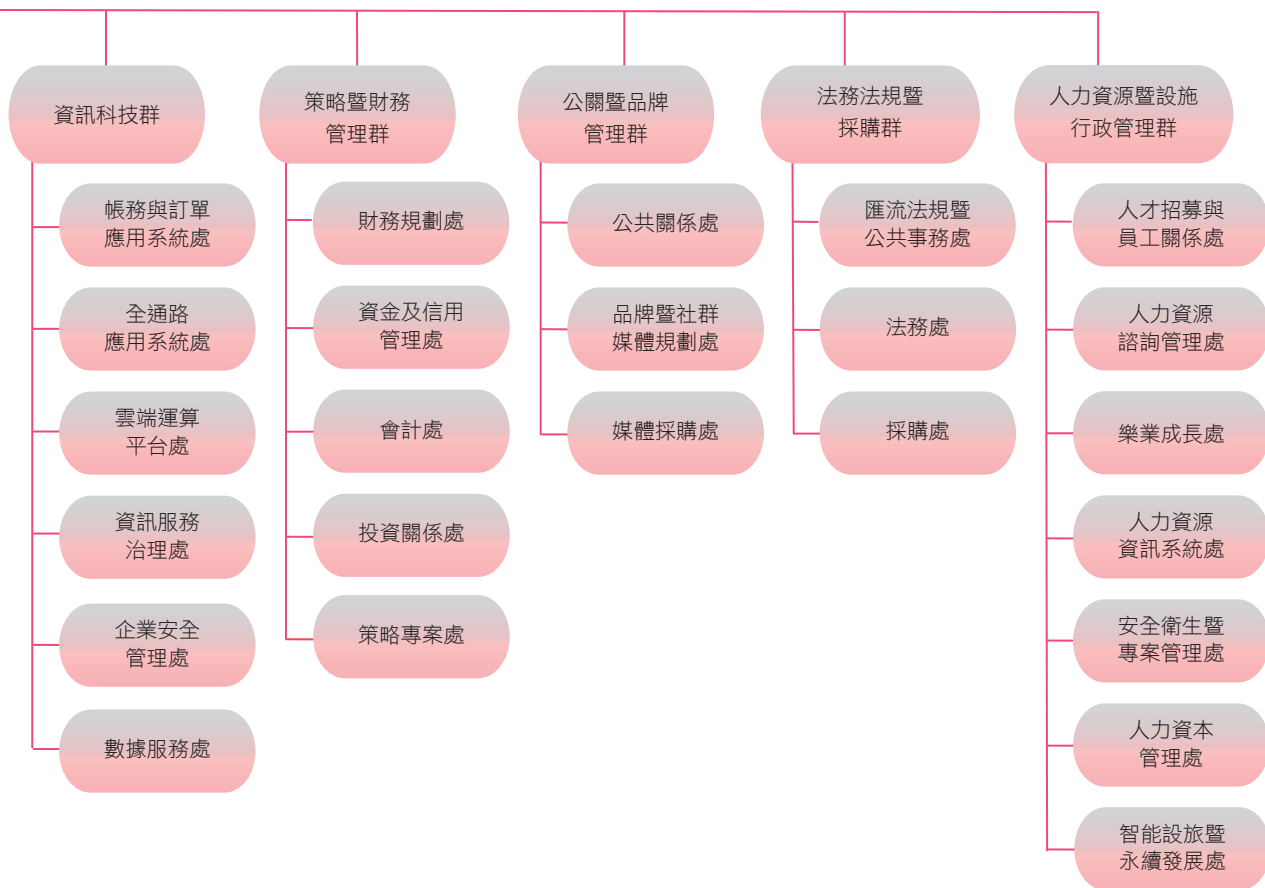 資訊科技群
帳務與訂單
應用系統處
全通路
應用系統處
雲端運算
平台處
資訊服務
治理處
企業安全
管理處
數據服務處
策略暨財務
管理群
財務規劃處
資金及信用
管理處
會計處
投資關係處
策略專案處
公關暨品牌
管理群
公共關係處
品牌暨社群
媒體規劃處
媒體採購處
法務法規暨
採購群
匯流法規暨
公共事務處
法務處
採購處
人力資源暨設施
行政管理群
人才招募與
員工關係處
人力資源
諮詢管理處
樂業成長處
人力資源
資訊系統處
安全衛生暨
專案管理處
人力資本
管理處
智能設旅暨
永續發展處